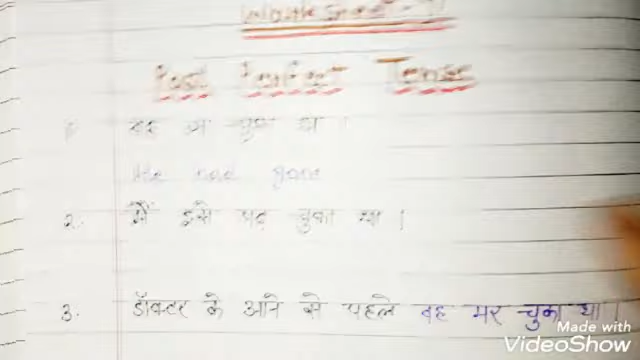 Worksheet -
Past Perfect Tense
वह जा चुका था ।
He had gone
2. मैं इसे पढ़ चुका था ।
3. डॉक्टर के आने से पहले वह मर चुका था ।
Made with
VideoShow